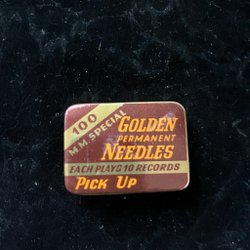 100
M.M. SPECIAL
GOLDEN
PERMANENT
NEEDLES
EACH PLAYS 10 RECORDS
PICK UP